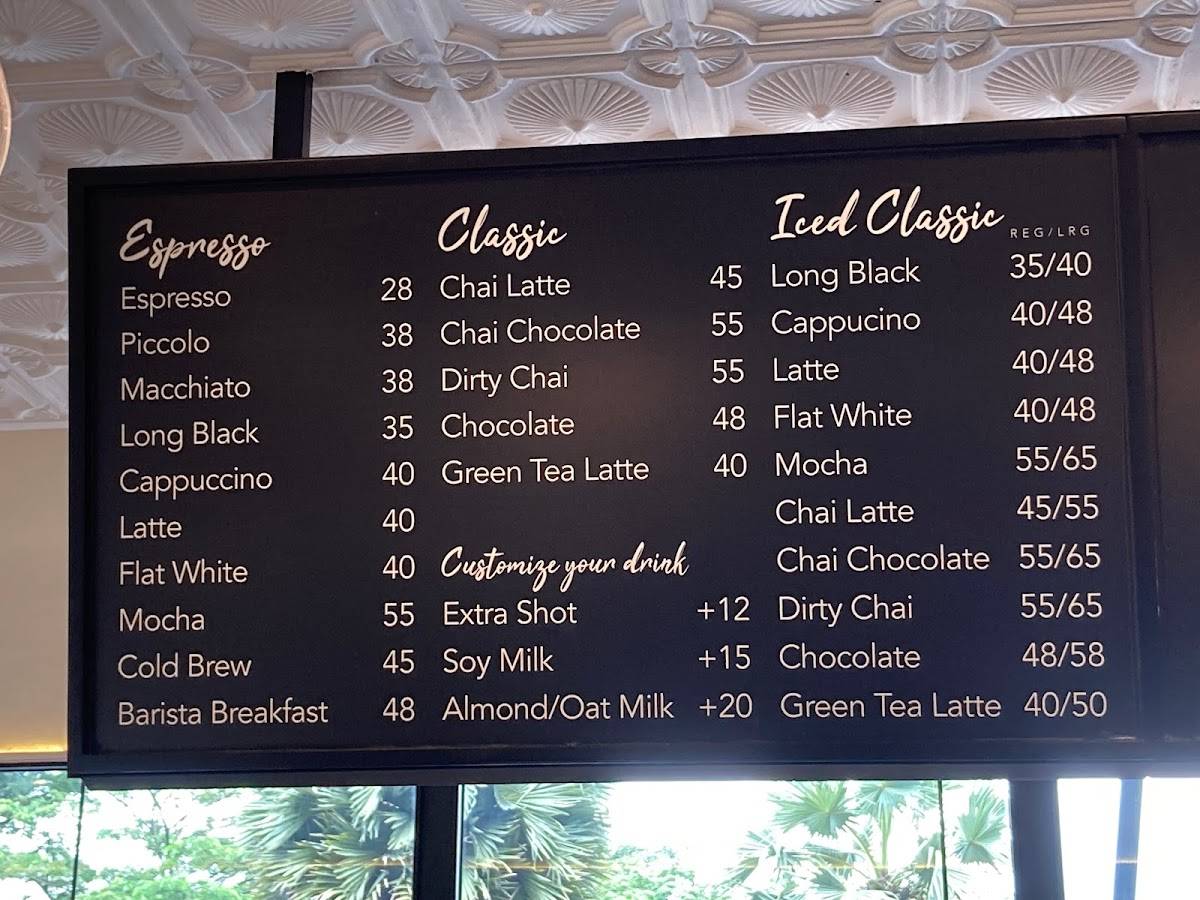 Espresso
Espresso 28
Piccolo 38
Macchiato 38
Long Black 35
Cappuccino 40
Latte 40
Flat White 40
Mocha 55
Cold Brew 45
Barista Breakfast 48
Classic
Chai Latte 45
Chai Chocolate 55
Dirty Chai 55
Chocolate 48
Green Tea Latte 40
Customize your drink
Extra Shot +12
Soy Milk +15
Almond/Oat Milk +20
Iced Classic REG/LRG
Long Black 35/40
Cappucino 40/48
Latte 40/48
Flat White 40/48
Mocha 55/65
Chai Latte 45/55
Chai Chocolate 55/65
Dirty Chai 55/65
Chocolate 48/58
Green Tea Latte 40/50